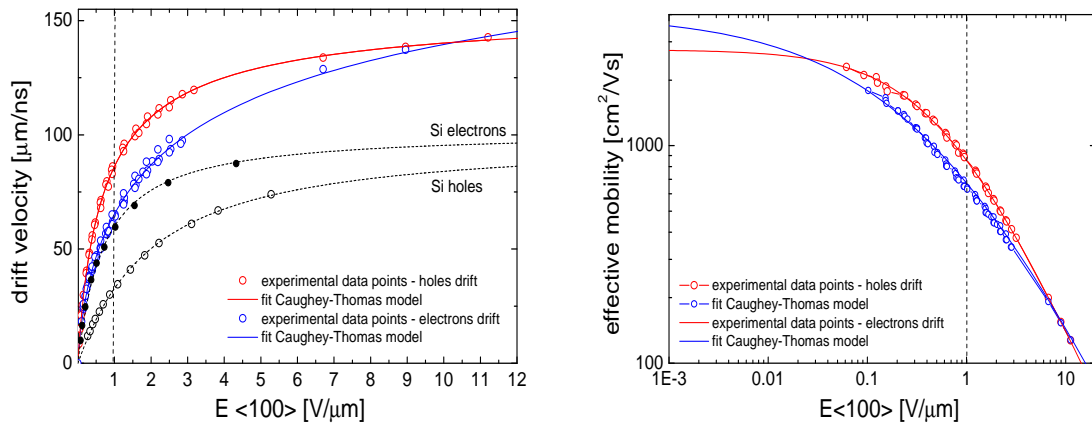 150
100
50
0
drift velocity [μm/ns]
Si electrons
Si holes
experimental data points - holes drift
fit Caughey-Thomas model
experimental data points - electrons drift
fit Caughey-Thomas model
1 2 3 4 5 6 7 8 9 10 11 12
E <100> [V/μm]
effective mobility [cm²/Vs]
1000
100
experimental data points - holes drift
fit Caughey-Thomas model
experimental data points - electrons drift
fit Caughey-Thomas model
1E-3 0.01 0.1 1 10
E<100> [V/μm]